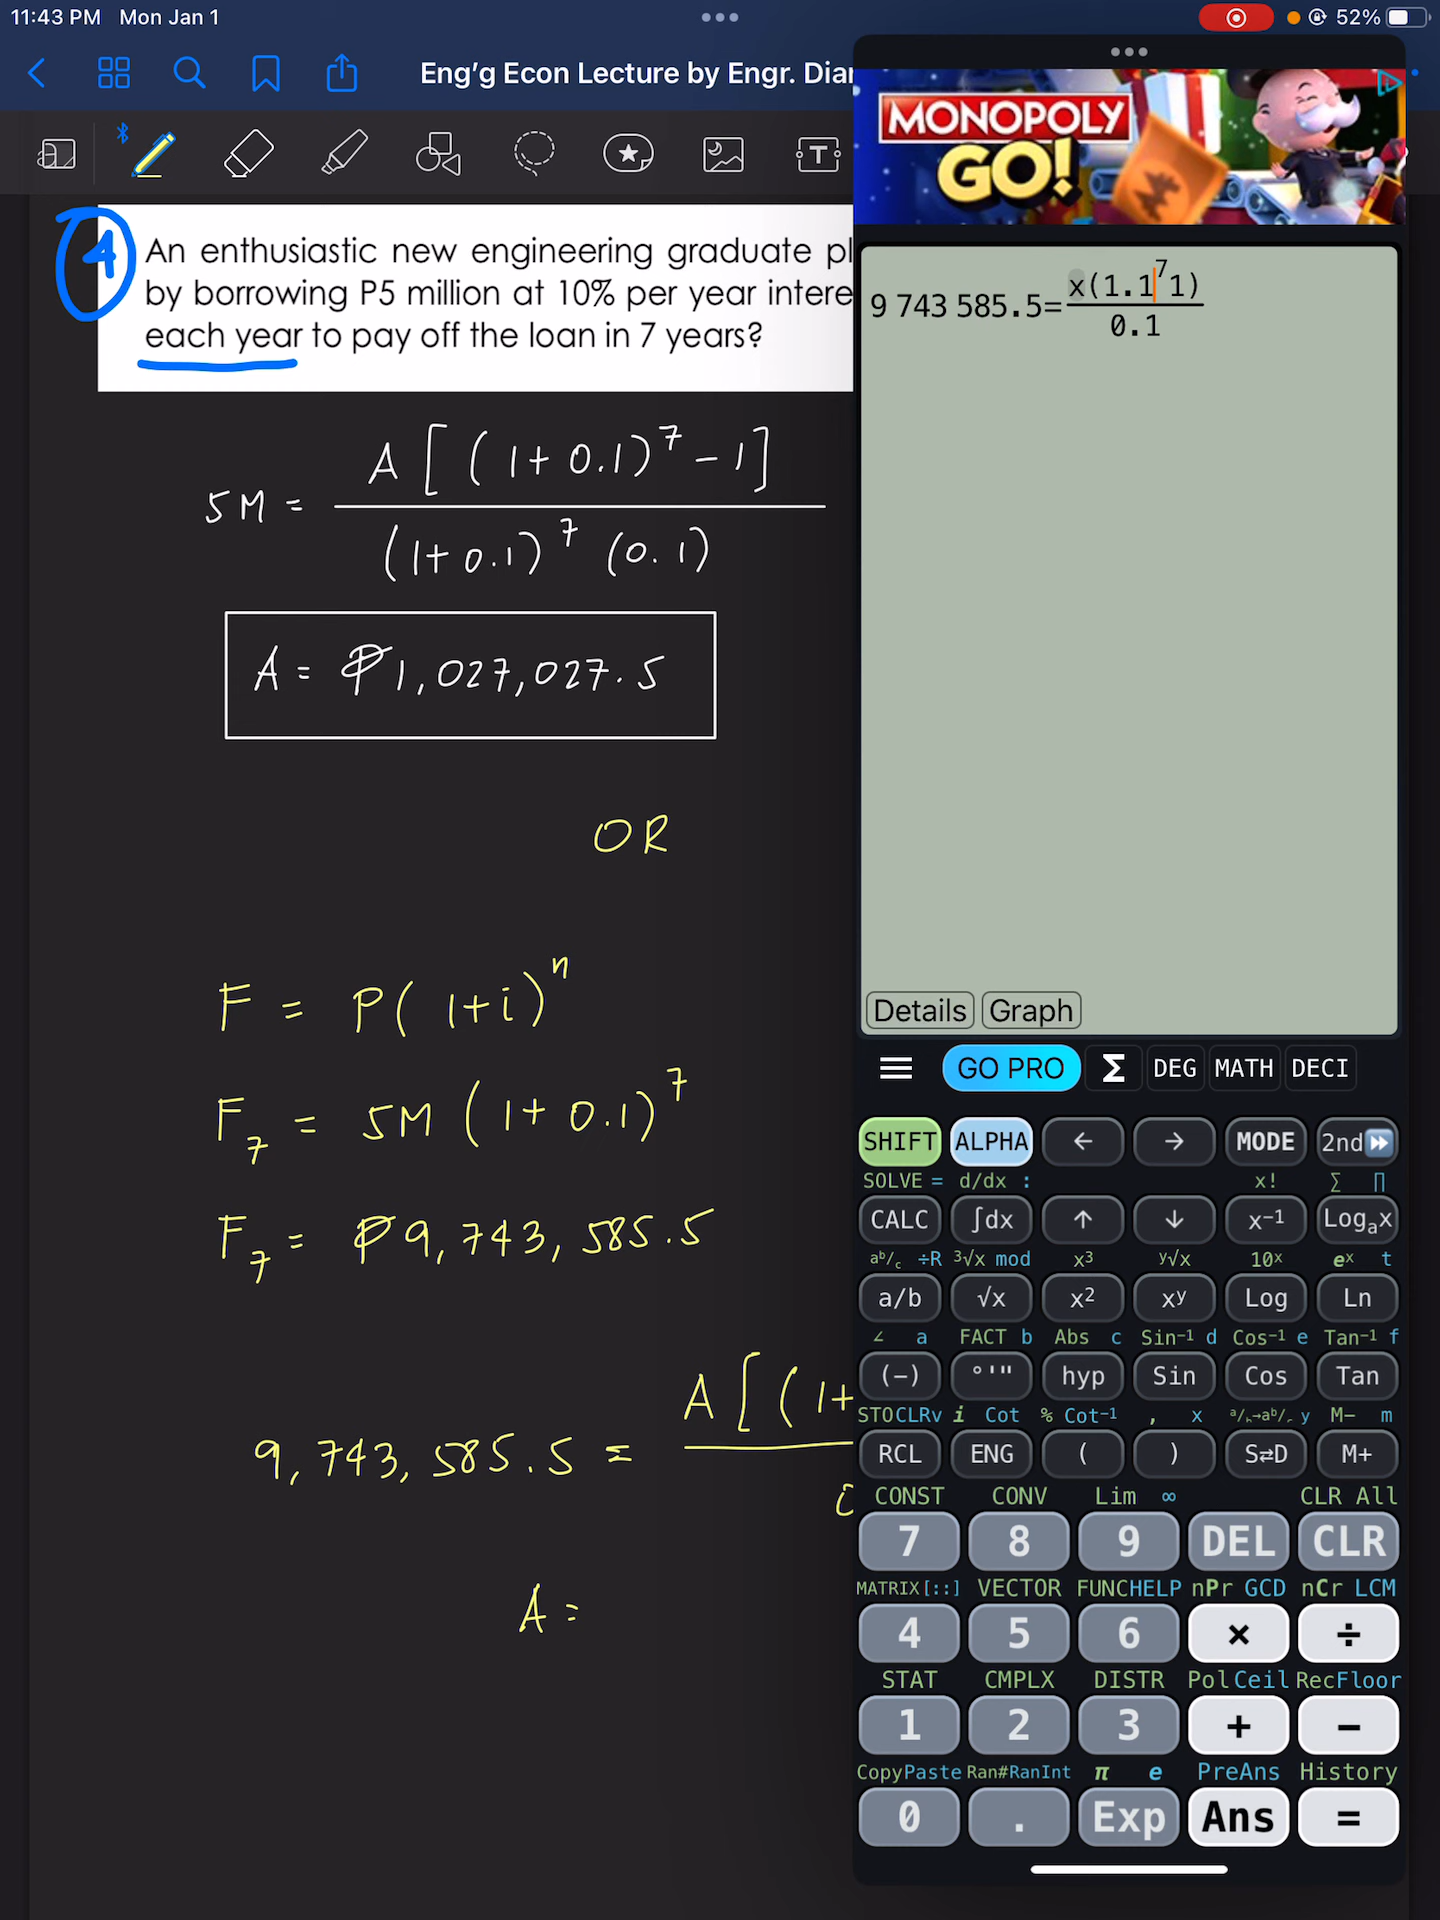 11:43 PM Mon Jan 1
52%
Eng'g Econ Lecture by Engr. Diar
MONOPOLY
GO!
4
An enthusiastic new engineering graduate pl
by borrowing P5 million at 10% per year intere
each year to pay off the loan in 7 years?
9 743 585.5=x(1.1⁷1)/0.1
5M = A[(1+0.1)⁷-1]
(1+0.1)⁷(0.1)
A = ₱1,027,027.5
OR
F = P(1+i)ⁿ
F₇ = 5M(1+0.1)⁷
F₇ = ₱9,743,585.5
A[(1+
9,743,585.5 =
A =
Details Graph
GO PRO Σ DEG MATH DECI
SHIFT ALPHA ← → MODE 2nd
SOLVE = d/dx : x! Σ ∏
CALC ∫dx ↑ ↓ x⁻¹ Logₐx
aᵇ/꜀ ÷R ³√x mod x³ ʸ√x 10ˣ eˣ t
a/b √x x² xʸ Log Ln
∠ a FACT b Abs c Sin⁻¹ d Cos⁻¹ e Tan⁻¹ f
(−) °'" hyp Sin Cos Tan
STO CLRv i Cot % Cot⁻¹ , x y M− m
RCL ENG ( ) S⇄D M+
CONST CONV Lim ∞ CLR All
7 8 9 DEL CLR
MATRIX [::] VECTOR FUNC HELP nPr GCD nCr LCM
4 5 6 × ÷
STAT CMPLX DISTR Pol Ceil Rec Floor
1 2 3 + −
Copy Paste Ran# RanInt π e PreAns History
0 . Exp Ans =